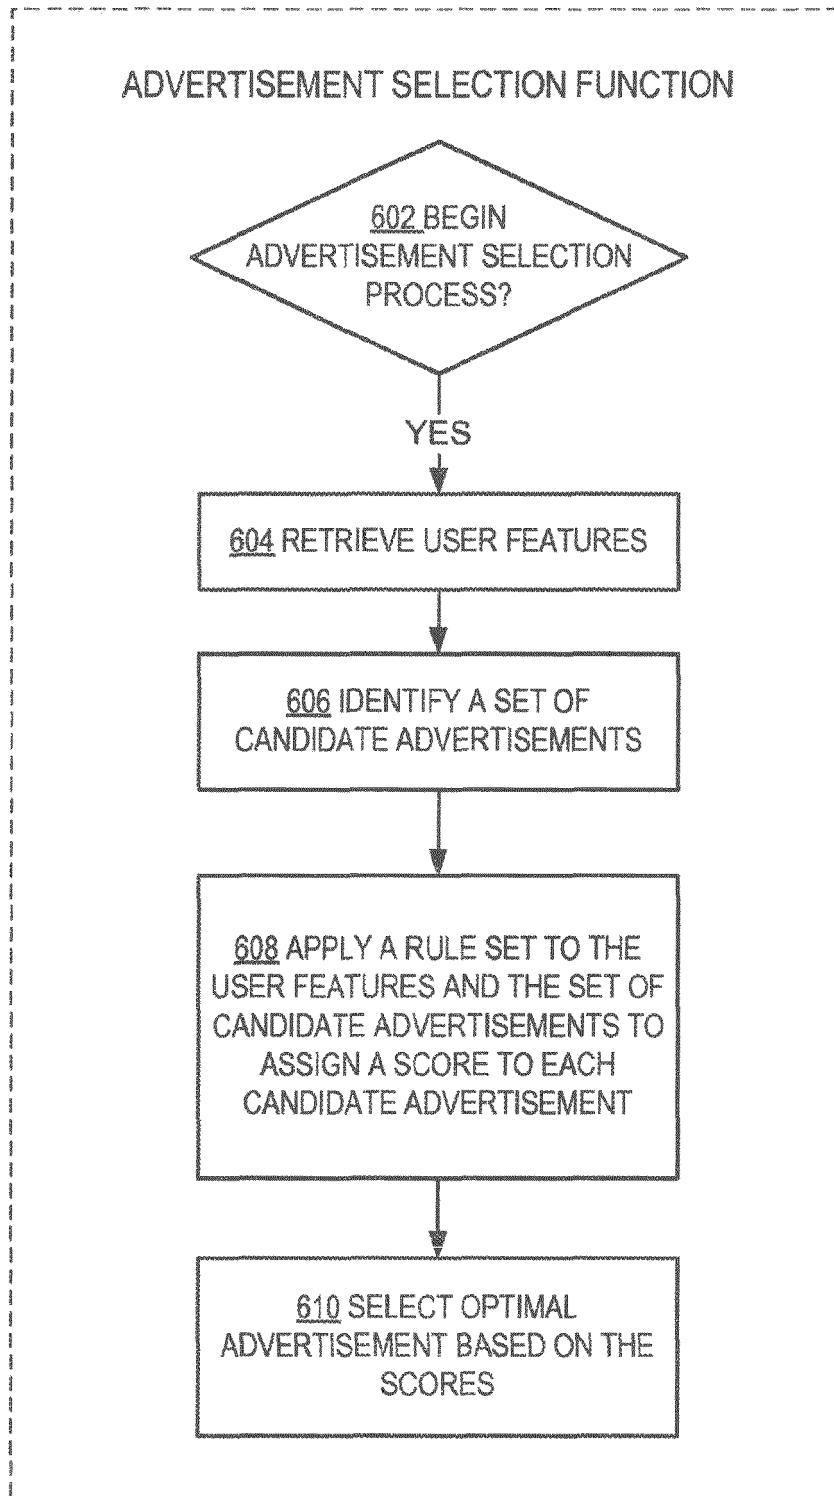 ADVERTISEMENT SELECTION FUNCTION
602 BEGIN
ADVERTISEMENT SELECTION
PROCESS?
YES
604 RETRIEVE USER FEATURES
606 IDENTIFY A SET OF
CANDIDATE ADVERTISEMENTS
608 APPLY A RULE SET TO THE
USER FEATURES AND THE SET OF
CANDIDATE ADVERTISEMENTS TO
ASSIGN A SCORE TO EACH
CANDIDATE ADVERTISEMENT
610 SELECT OPTIMAL
ADVERTISEMENT BASED ON THE
SCORES